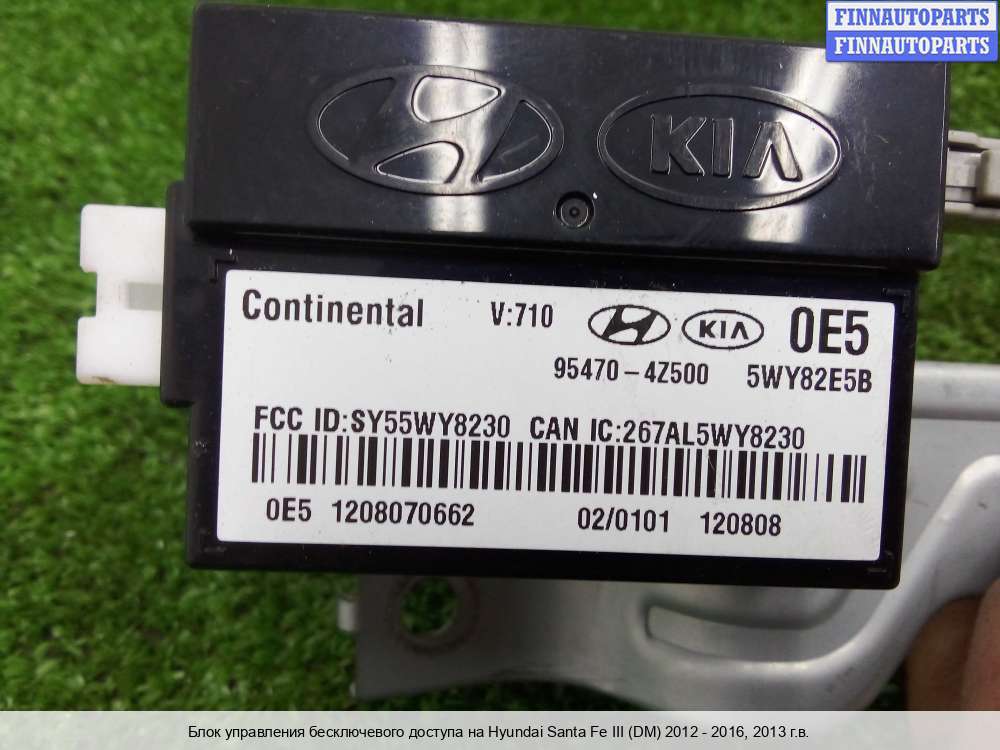 FINNAUTOPARTS
FINNAUTOPARTS
KIA
Continental V:710 KIA 0E5
95470-4Z500 5WY82E5B
FCC ID:SY55WY8230 CAN IC:267AL5WY8230
0E5 1208070662 02/0101 120808
Блок управления бесключевого доступа на Hyundai Santa Fe III (DM) 2012 - 2016, 2013 г.в.